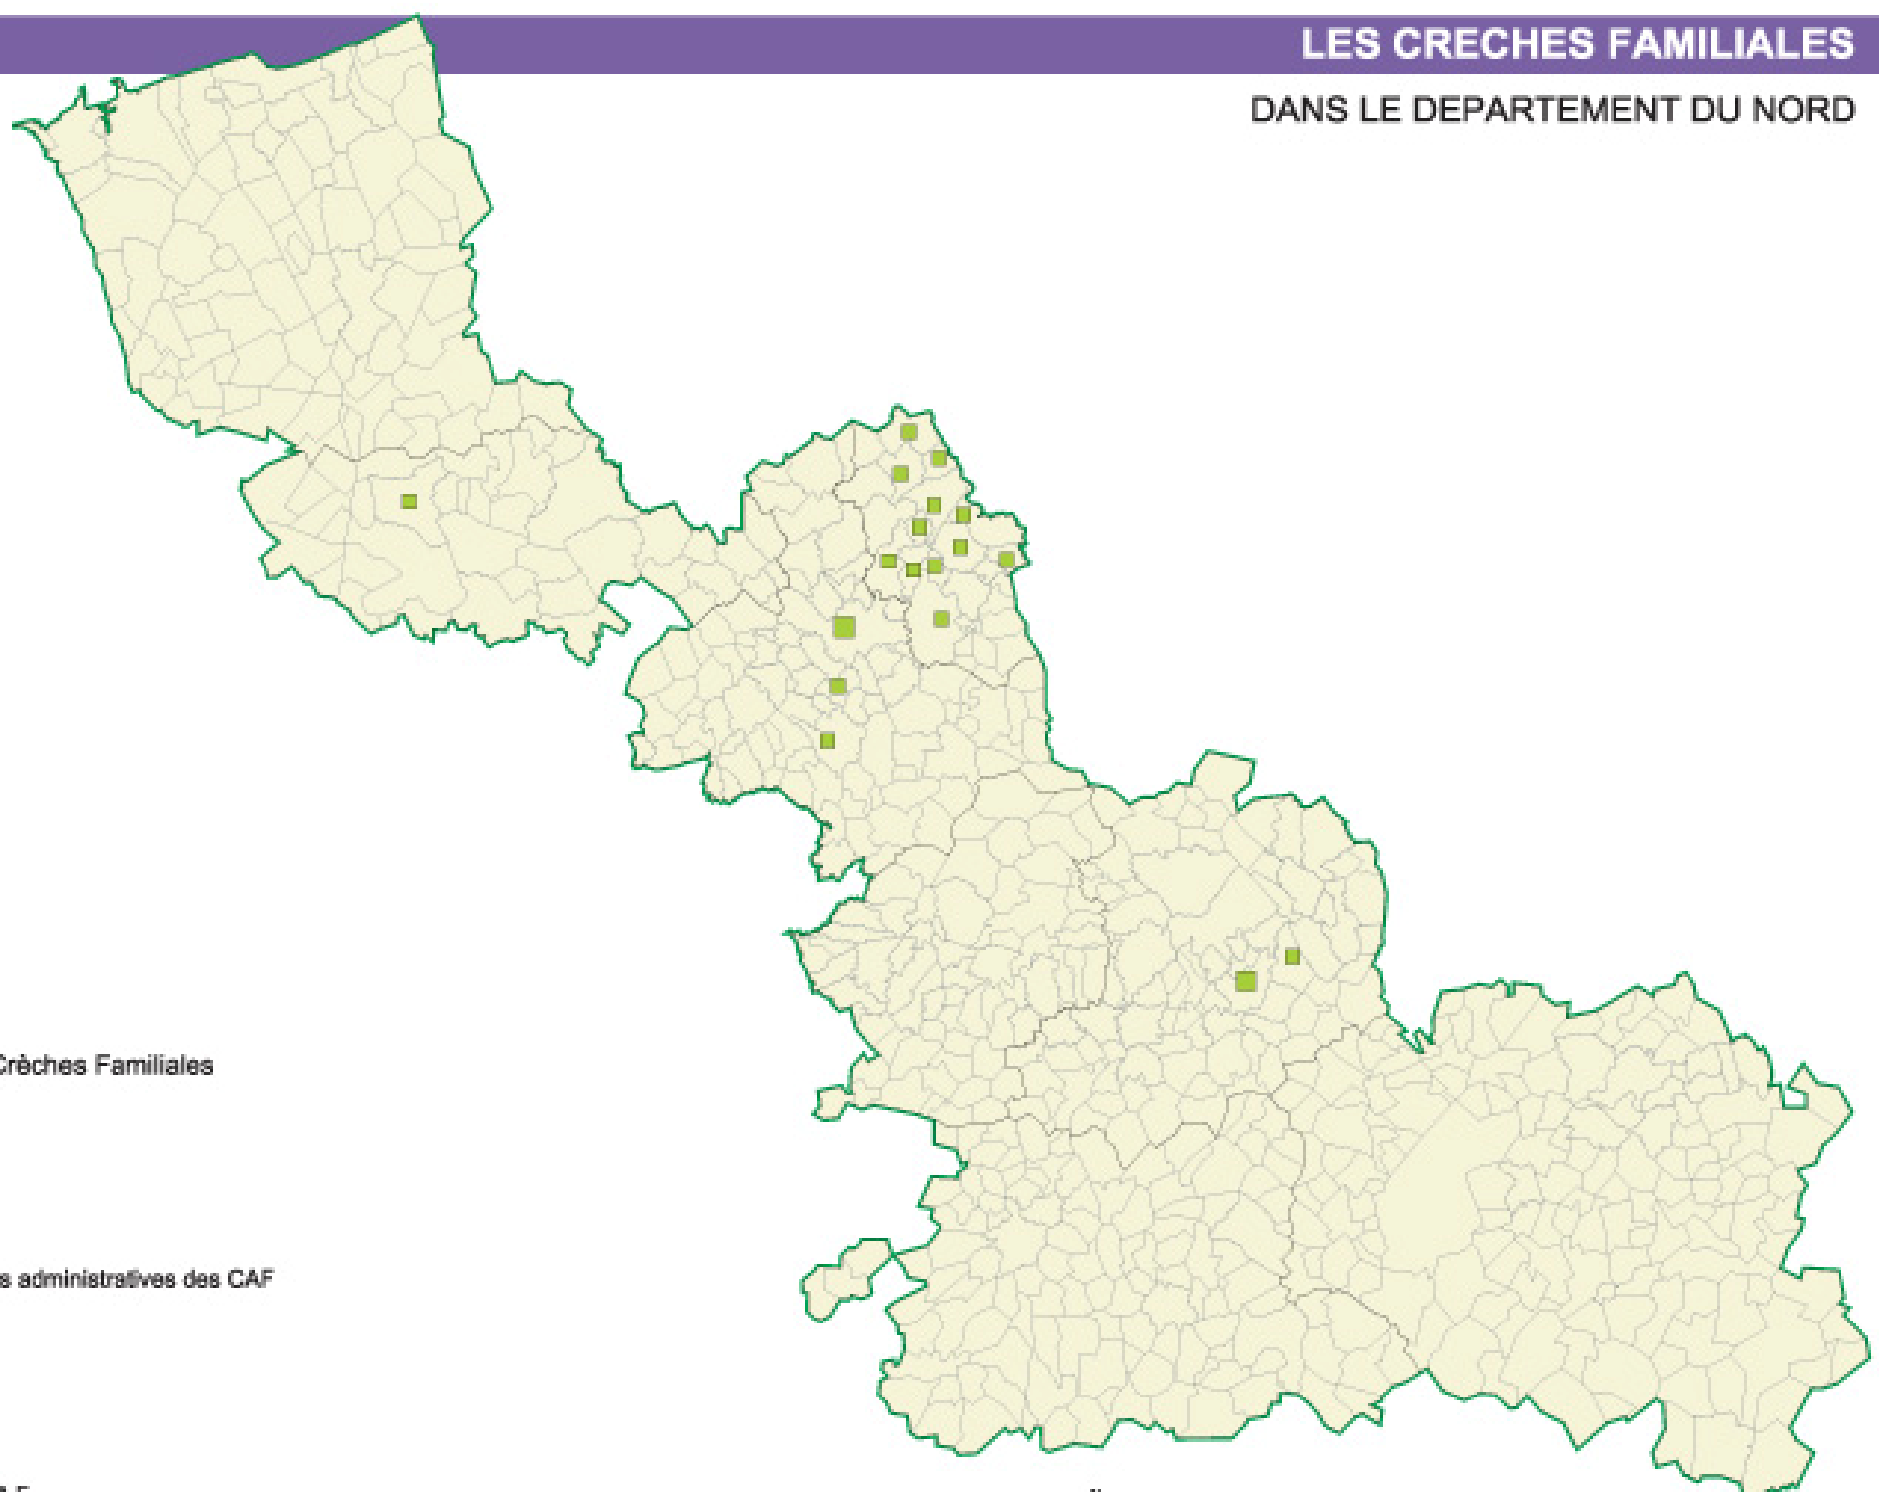 LES CRECHES FAMILIALES
DANS LE DEPARTEMENT DU NORD
Crèches Familiales
administratives des CAF